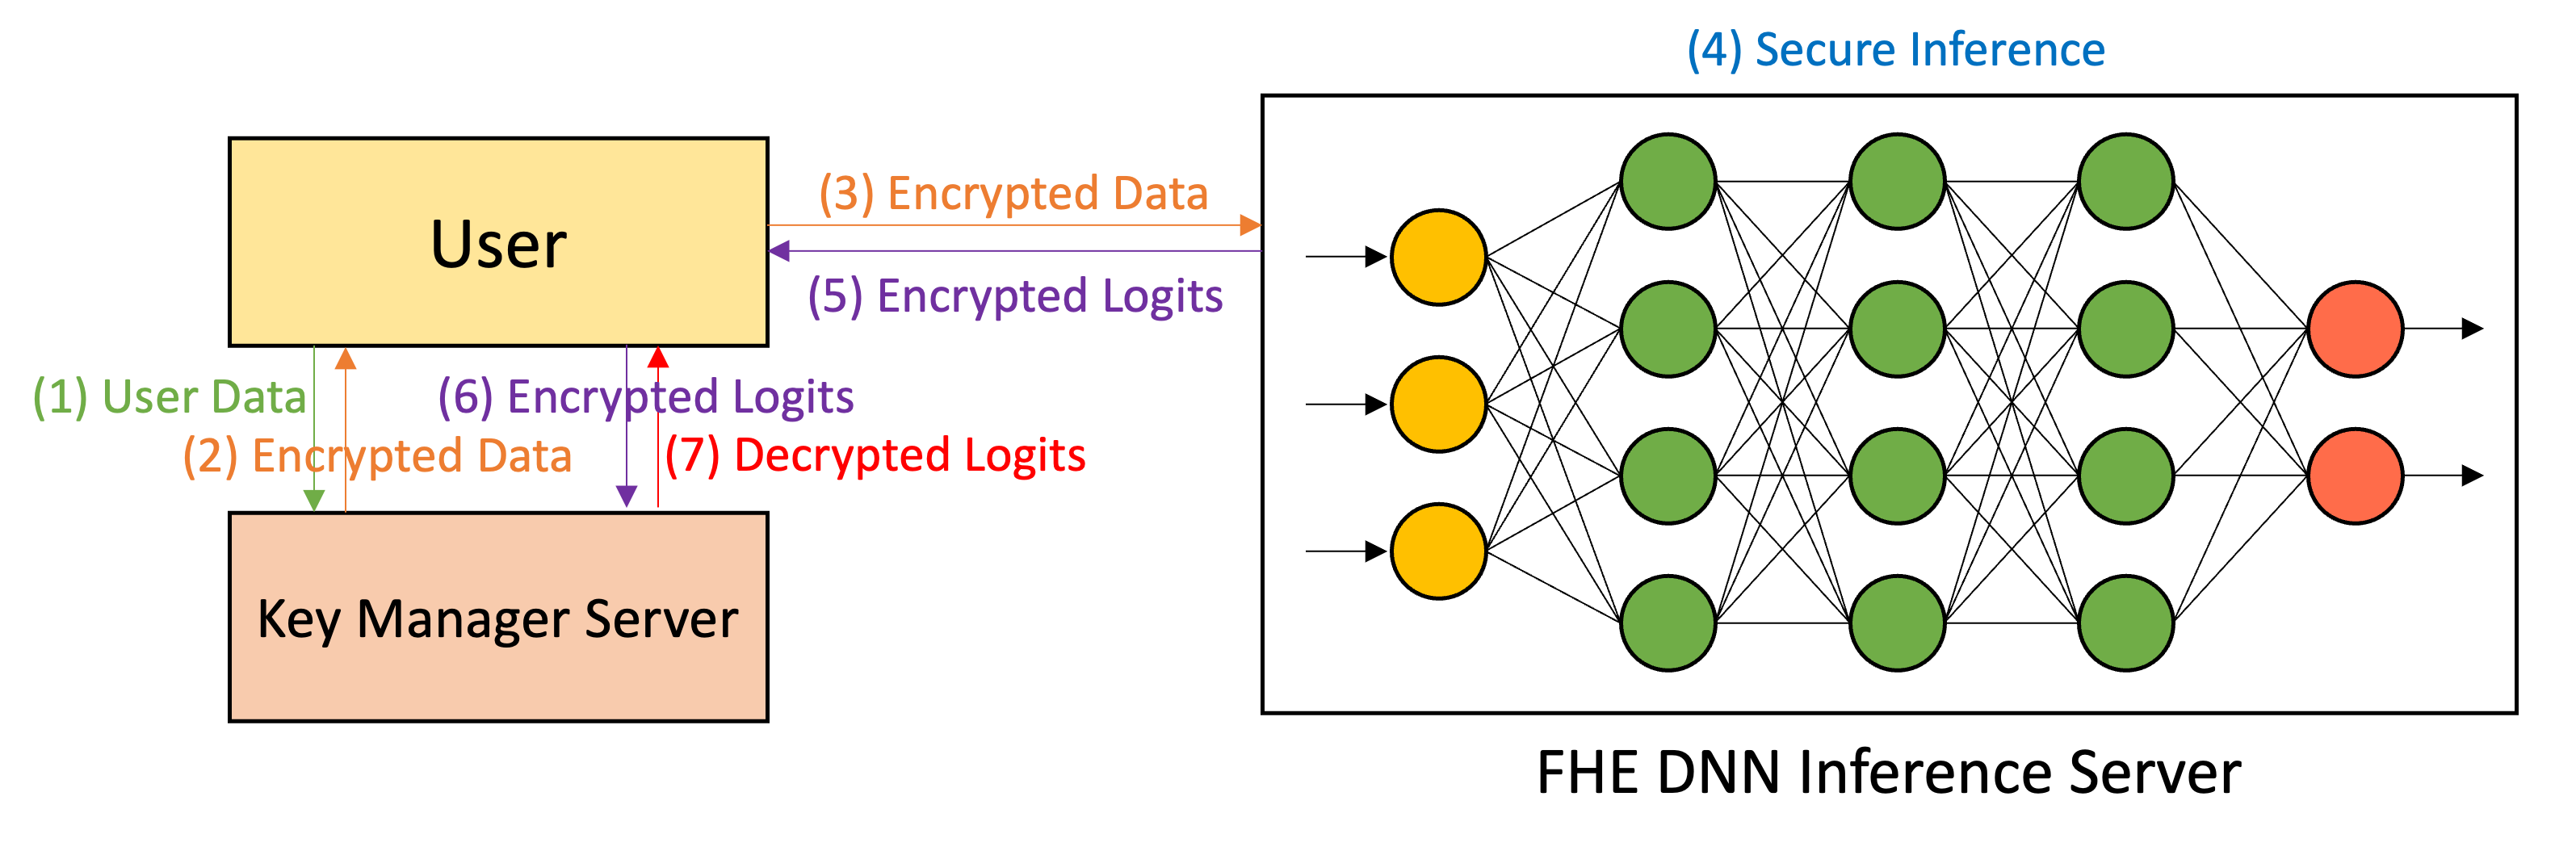 (4) Secure Inference
User
(3) Encrypted Data
(5) Encrypted Logits
(1) User Data
(6) Encrypted Logits
(2) Encrypted Data
(7) Decrypted Logits
Key Manager Server
FHE DNN Inference Server